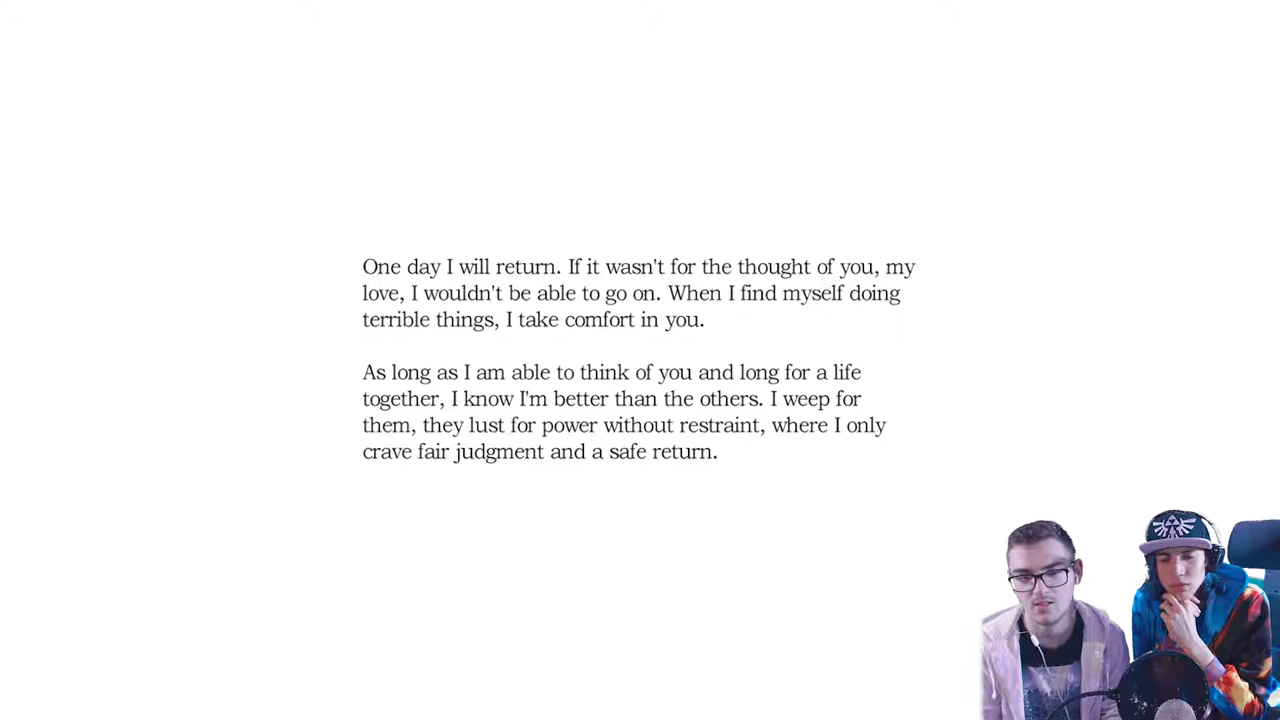 One day I will return. If it wasn't for the thought of you, my
love, I wouldn't be able to go on. When I find myself doing
terrible things, I take comfort in you.
As long as I am able to think of you and long for a life
together, I know I'm better than the others. I weep for
them, they lust for power without restraint, where I only
crave fair judgment and a safe return.